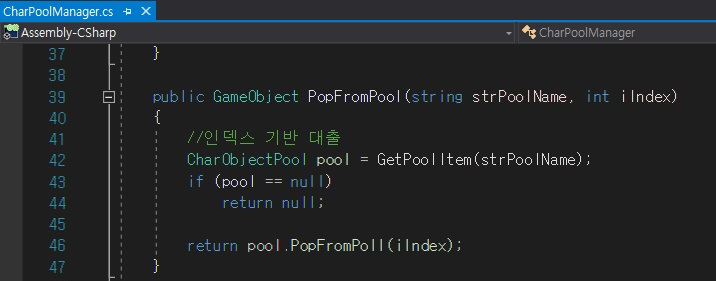 CharPoolManager.cs
Assembly-CSharp CharPoolManager
37 }
38
39 public GameObject PopFromPool(string strPoolName, int iIndex)
40 {
41 //인덱스 기반 대출
42 CharObjectPool pool = GetPoolItem(strPoolName);
43 if (pool == null)
44 return null;
45
46 return pool.PopFromPoll(iIndex);
47 }